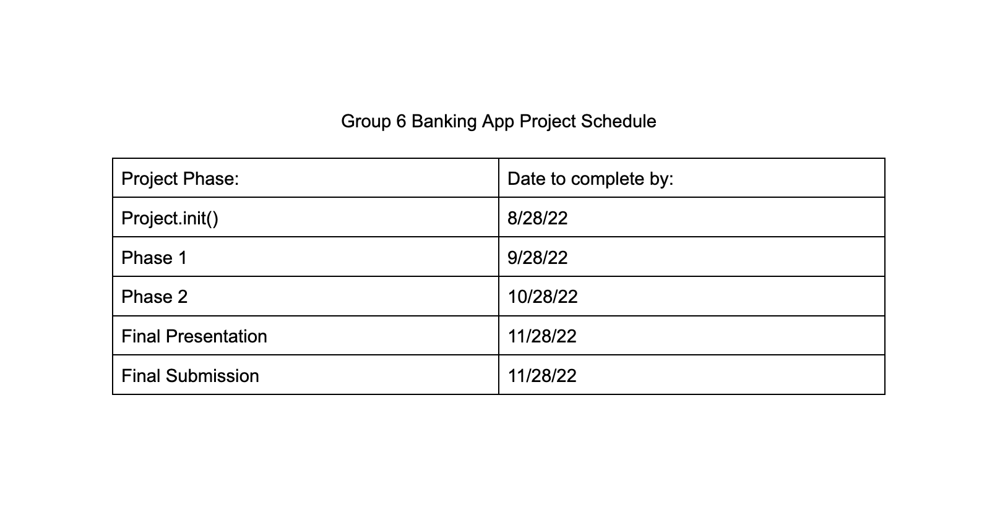 Group 6 Banking App Project Schedule
Project Phase: Date to complete by:
Project.init() 8/28/22
Phase 1 9/28/22
Phase 2 10/28/22
Final Presentation 11/28/22
Final Submission 11/28/22